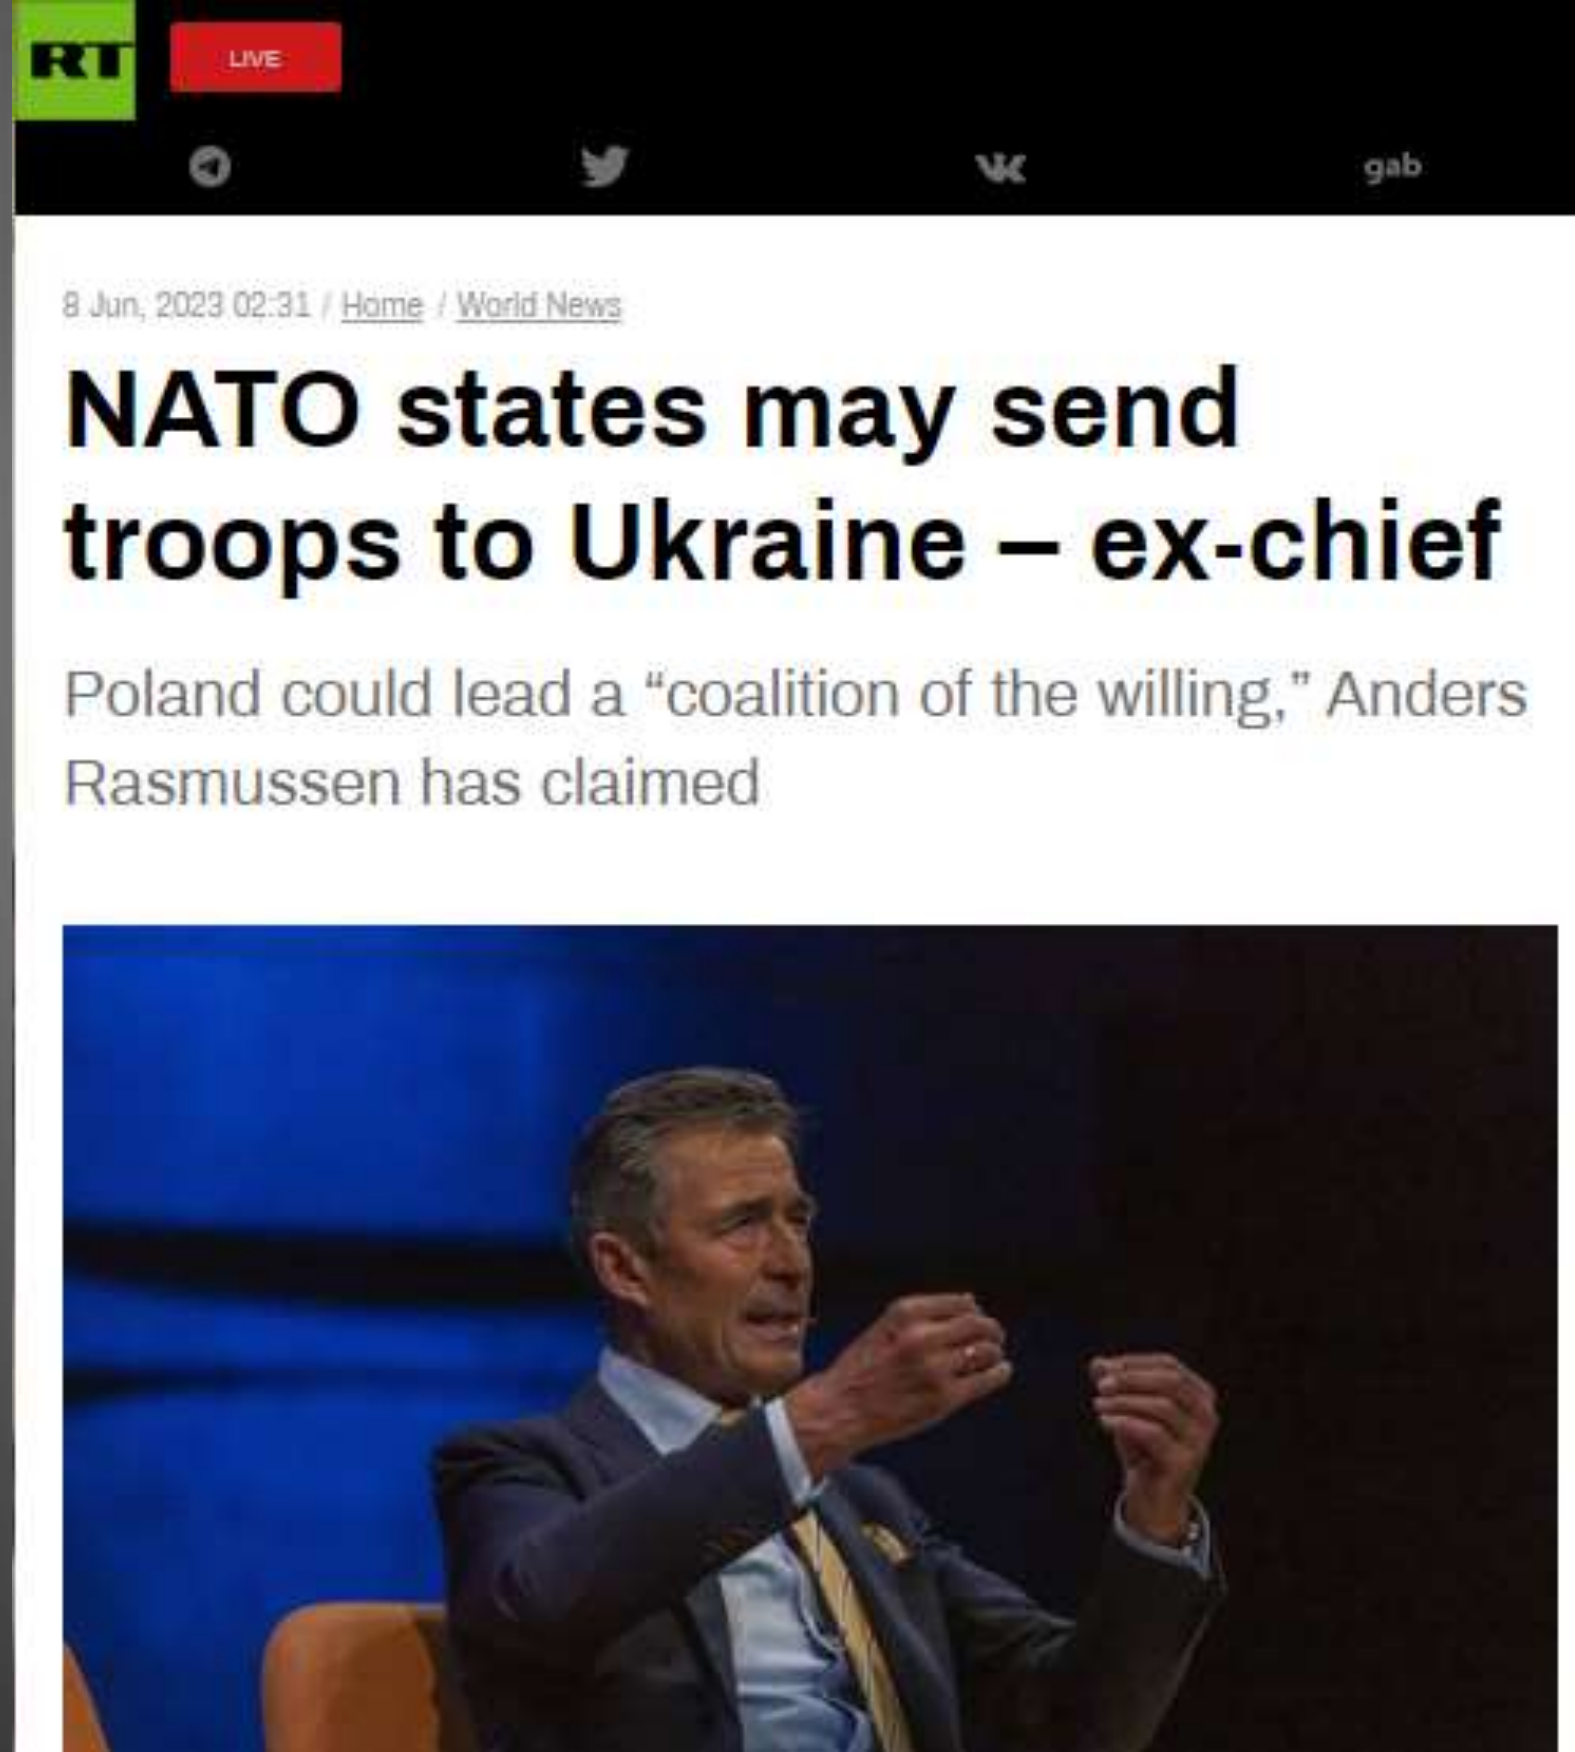 RT
LIVE
gab
8 Jun, 2023 02:31 / Home / World News
NATO states may send
troops to Ukraine – ex-chief
Poland could lead a “coalition of the willing,” Anders
Rasmussen has claimed